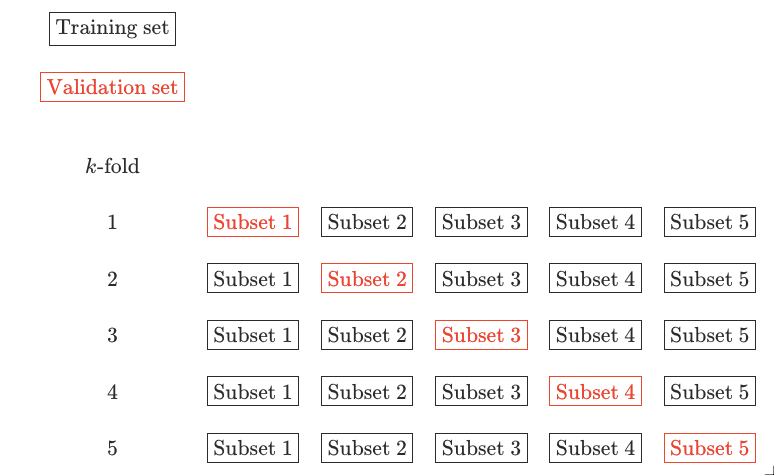 Training set
Validation set
k-fold
1 Subset 1 Subset 2 Subset 3 Subset 4 Subset 5
2 Subset 1 Subset 2 Subset 3 Subset 4 Subset 5
3 Subset 1 Subset 2 Subset 3 Subset 4 Subset 5
4 Subset 1 Subset 2 Subset 3 Subset 4 Subset 5
5 Subset 1 Subset 2 Subset 3 Subset 4 Subset 5